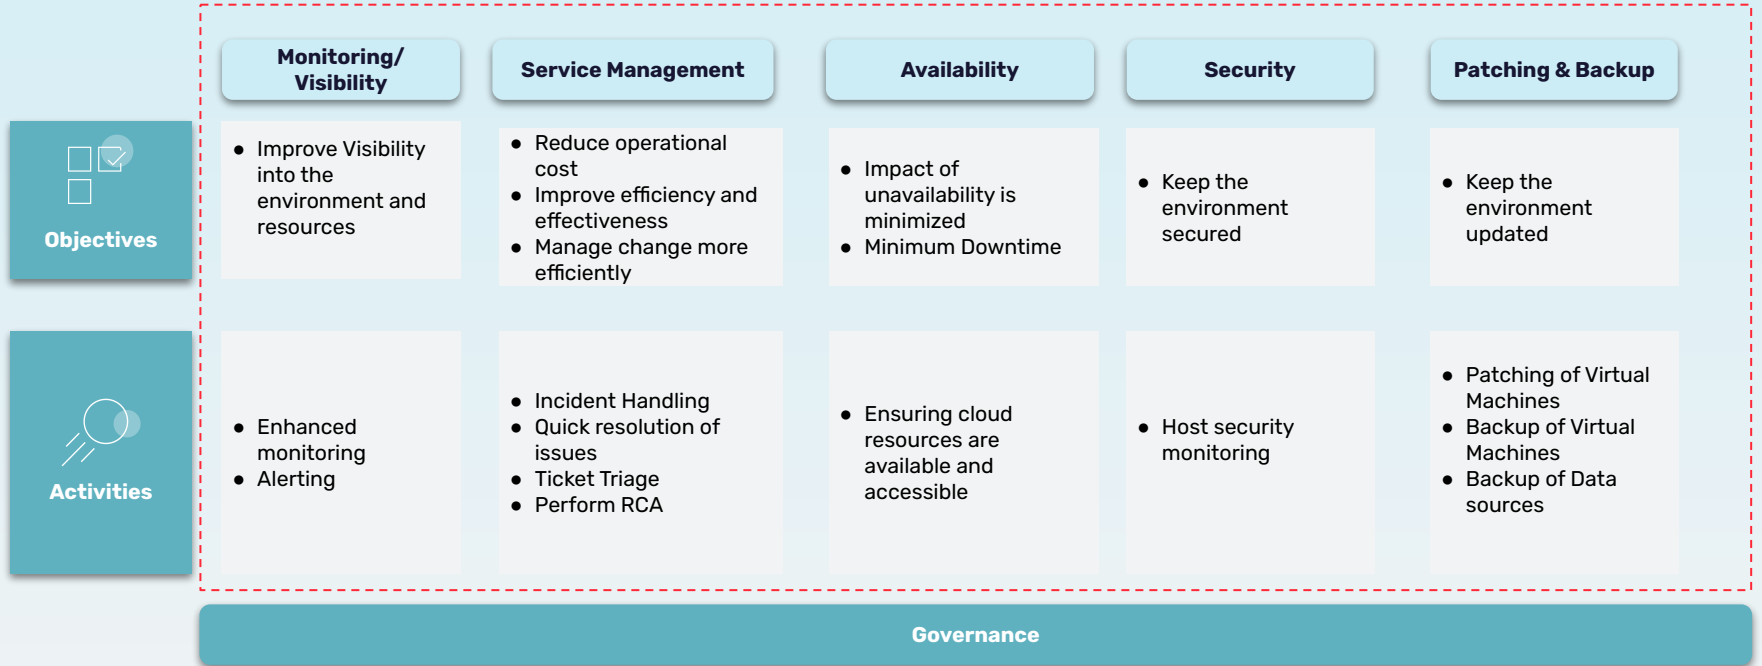 Monitoring/
Visibility
Service Management
Availability
Security
Patching & Backup
Objectives
● Improve Visibility
into the
environment and
resources
● Reduce operational
cost
● Improve efficiency and
effectiveness
● Manage change more
efficiently
● Impact of
unavailability is
minimized
● Minimum Downtime
● Keep the
environment
secured
● Keep the
environment
updated
Activities
● Enhanced
monitoring
● Alerting
● Incident Handling
● Quick resolution of
issues
● Ticket Triage
● Perform RCA
● Ensuring cloud
resources are
available and
accessible
● Host security
monitoring
● Patching of Virtual
Machines
● Backup of Virtual
Machines
● Backup of Data
sources
Governance